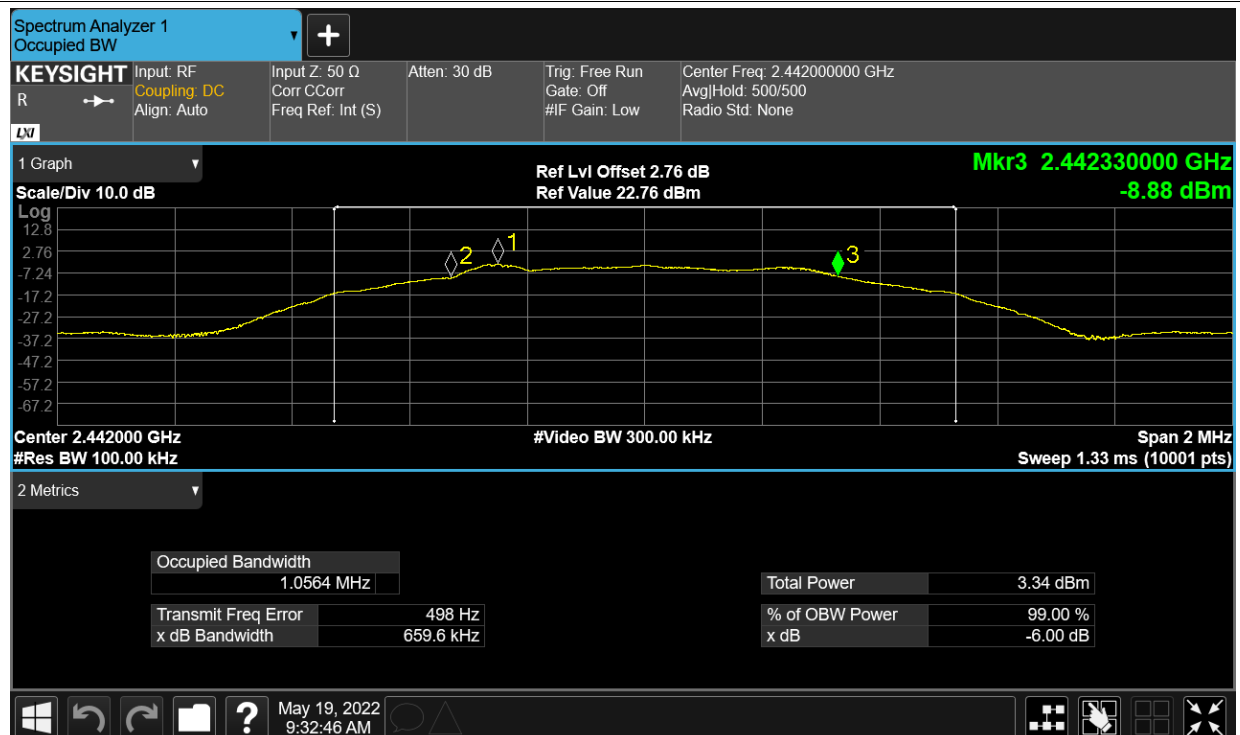 Spectrum Analyzer 1
Occupied BW
+
KEYSIGHT
R
LXI
Input: RF
Coupling: DC
Align: Auto
Input Z: 50 Ω
Corr CCorr
Freq Ref: Int (S)
Atten: 30 dB
Trig: Free Run
Gate: Off
#IF Gain: Low
Center Freq: 2.442000000 GHz
Avg|Hold: 500/500
Radio Std: None
1 Graph
Scale/Div 10.0 dB
Ref Lvl Offset 2.76 dB
Ref Value 22.76 dBm
Mkr3 2.442330000 GHz
-8.88 dBm
Log
12.8
2.76
-7.24
-17.2
-27.2
-37.2
-47.2
-57.2
-67.2
2
1
3
Center 2.442000 GHz
#Video BW 300.00 kHz
Span 2 MHz
#Res BW 100.00 kHz
Sweep 1.33 ms (10001 pts)
2 Metrics
Occupied Bandwidth
1.0564 MHz
Total Power 3.34 dBm
Transmit Freq Error 498 Hz
% of OBW Power 99.00 %
x dB Bandwidth 659.6 kHz
x dB -6.00 dB
?
May 19, 2022
9:32:46 AM